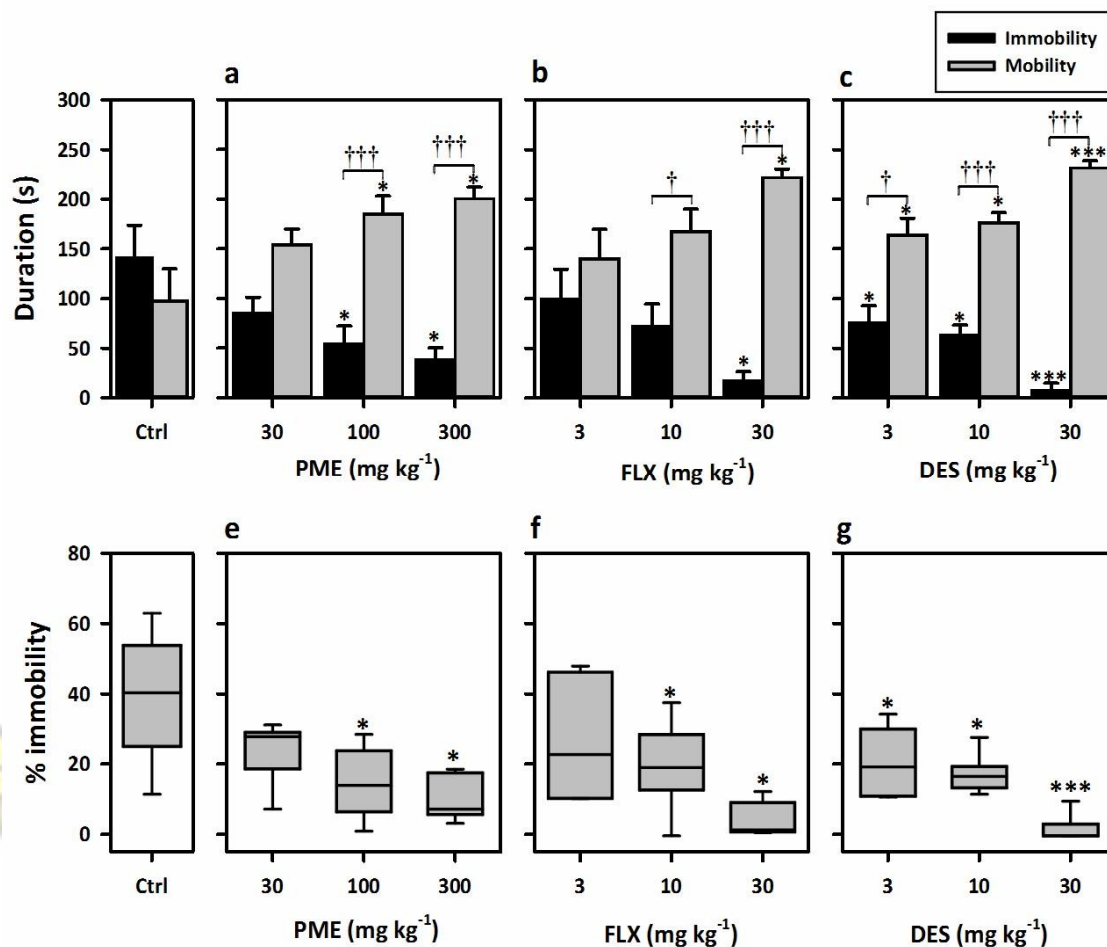 Immobility
Mobility
a b c
Duration (s)
300
250
200
150
100
50
0
††† ††† † ††† † ††† †††
* * * * * ***
* * * * * ***
Ctrl 30 100 300 3 10 30 3 10 30
PME (mg kg⁻¹) FLX (mg kg⁻¹) DES (mg kg⁻¹)
e f g
% immobility
80
60
40
20
0
* * * * * * ***
Ctrl 30 100 300 3 10 30 3 10 30
PME (mg kg⁻¹) FLX (mg kg⁻¹) DES (mg kg⁻¹)